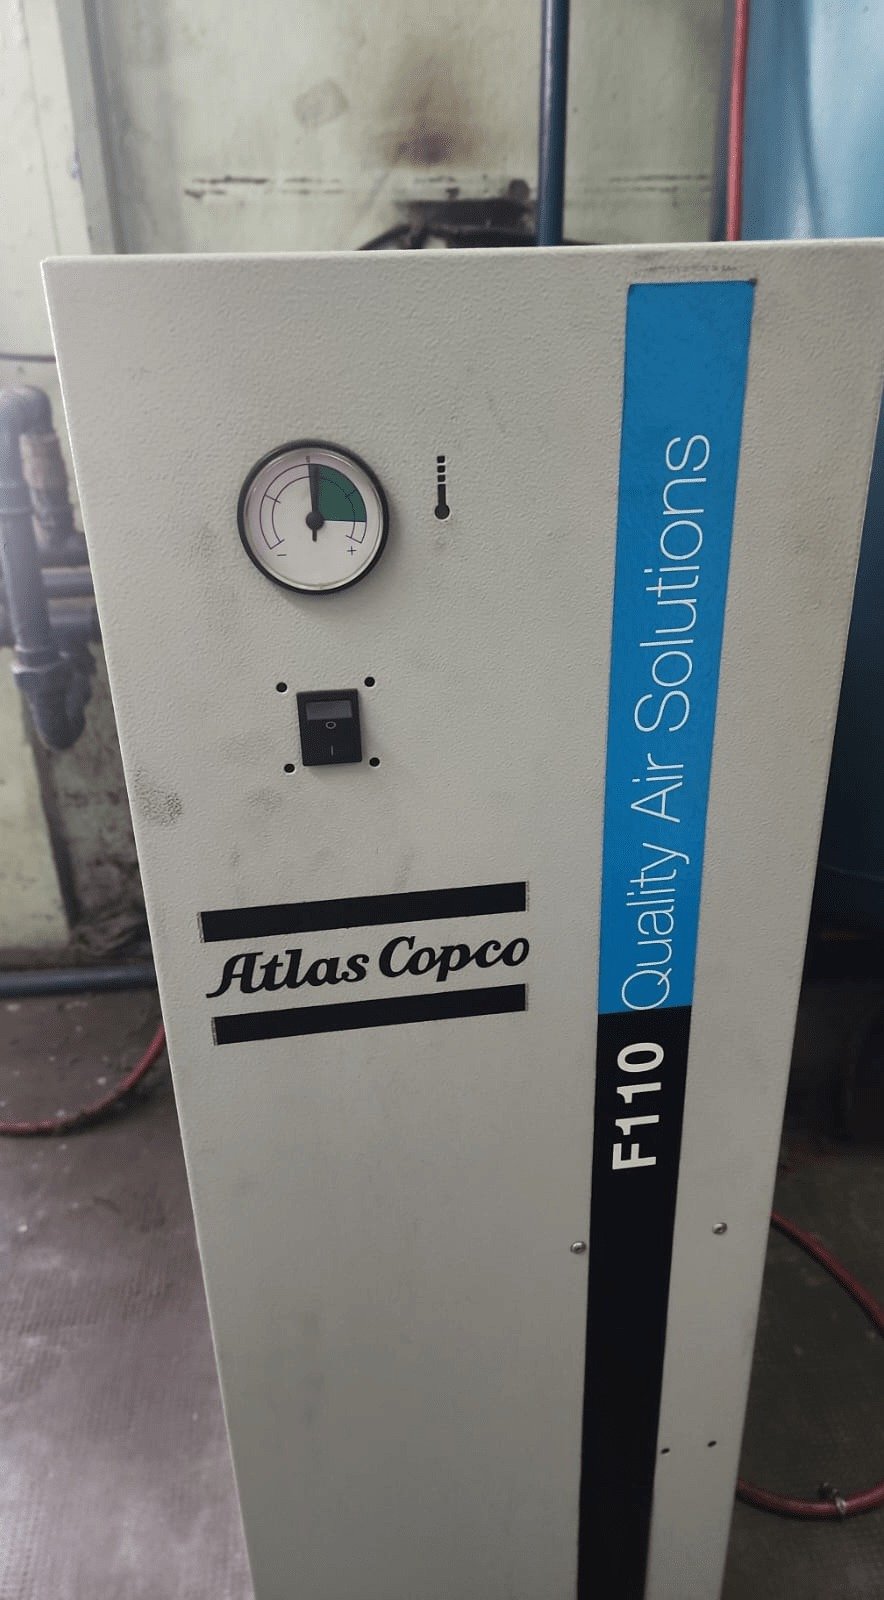 - +
O
I
Atlas Copco
Quality Air Solutions
F110